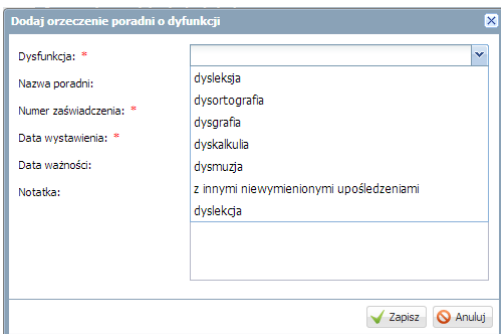 Dodaj orzeczenie poradni o dyfunkcji
Dysfunkcja: *
dysleksja
Nazwa poradni:
dysortografia
Numer zaświadczenia: *
dysgrafia
Data wystawienia: *
dyskalkulia
Data ważności:
dysmuzja
Notatka:
z innymi niewymienionymi upośledzeniami
dyslekcja
Zapisz
Anuluj